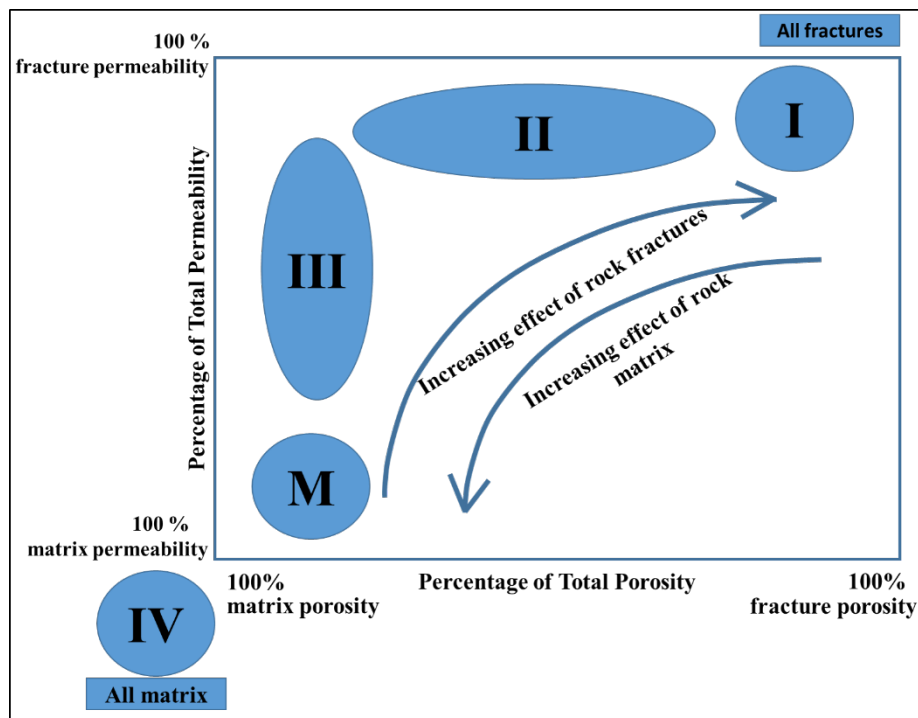 All fractures
100 %
fracture permeability
I
II
III
Percentage of Total Permeability
Increasing effect of rock fractures
Increasing effect of rock
matrix
M
100 %
matrix permeability
100%
matrix porosity
Percentage of Total Porosity
100%
fracture porosity
IV
All matrix